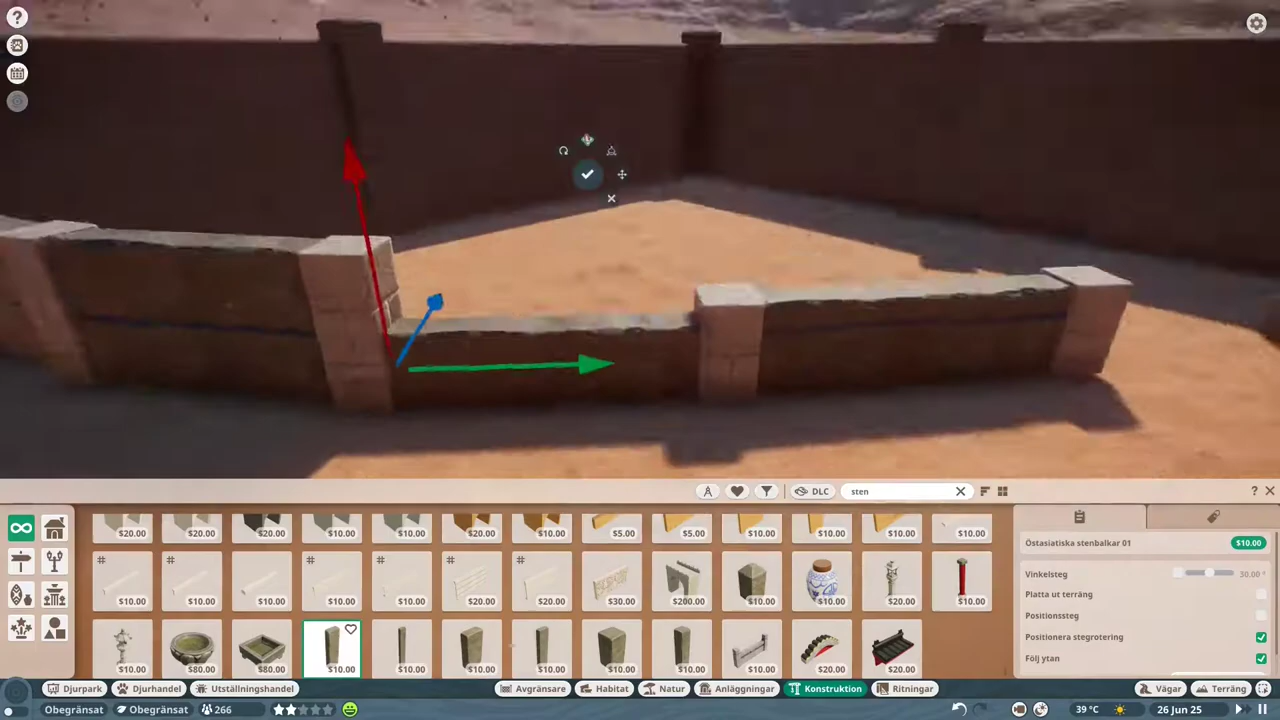 DLC
sten
?
$20.00 $20.00 $20.00 $10.00 $10.00 $20.00 $10.00 $5.00 $5.00 $10.00 $10.00 $10.00 $10.00
$10.00 $10.00 $10.00 $10.00 $10.00 $20.00 $20.00 $30.00 $200.00 $10.00 $10.00 $20.00 $10.00
$10.00 $80.00 $80.00 $10.00 $10.00 $10.00 $10.00 $10.00 $10.00 $10.00 $20.00 $20.00
Östasiatiska stenbalkar 01 $10.00
Vinkelsteg 30.00 °
Platta ut terräng
Positionssteg
Positionera stegrotering
Följ ytan
Djurpark Djurhandel Utställningshandel Avgränsare Habitat Natur Anläggningar Konstruktion Ritningar Vägar Terräng
Obegränsat Obegränsat 266 39 °C 26 Jun 25